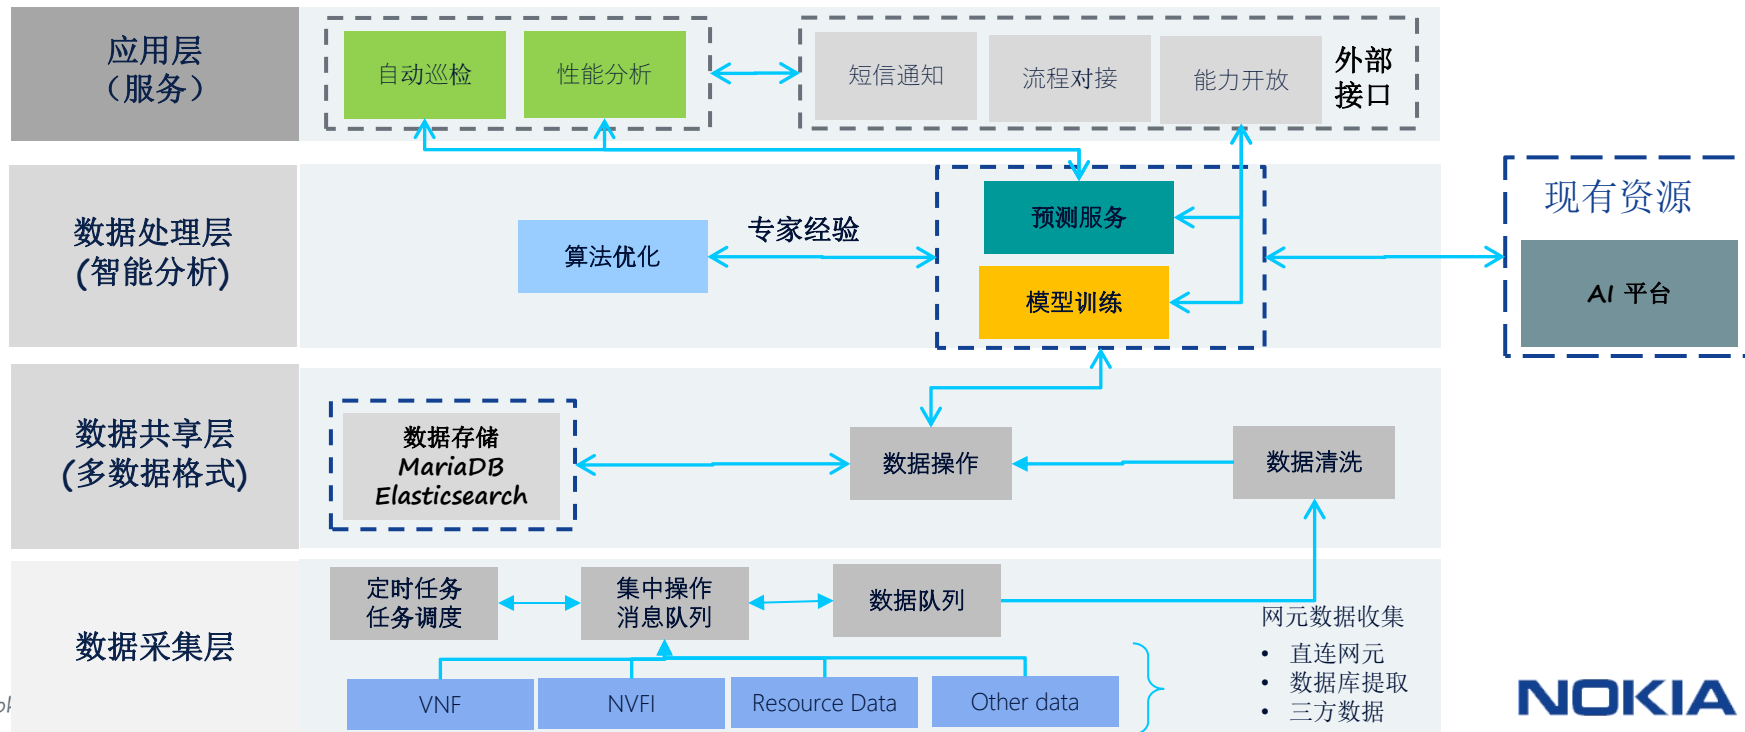 应用层
（服务）
自动巡检
性能分析
短信通知
流程对接
能力开放
外部
接口
数据处理层
(智能分析)
算法优化
专家经验
预测服务
模型训练
现有资源
AI 平台
数据共享层
(多数据格式)
数据存储
MariaDB
Elasticsearch
数据操作
数据清洗
数据采集层
定时任务
任务调度
集中操作
消息队列
数据队列
VNF
NVFI
Resource Data
Other data
网元数据收集
• 直连网元
• 数据库提取
• 三方数据
NOKIA